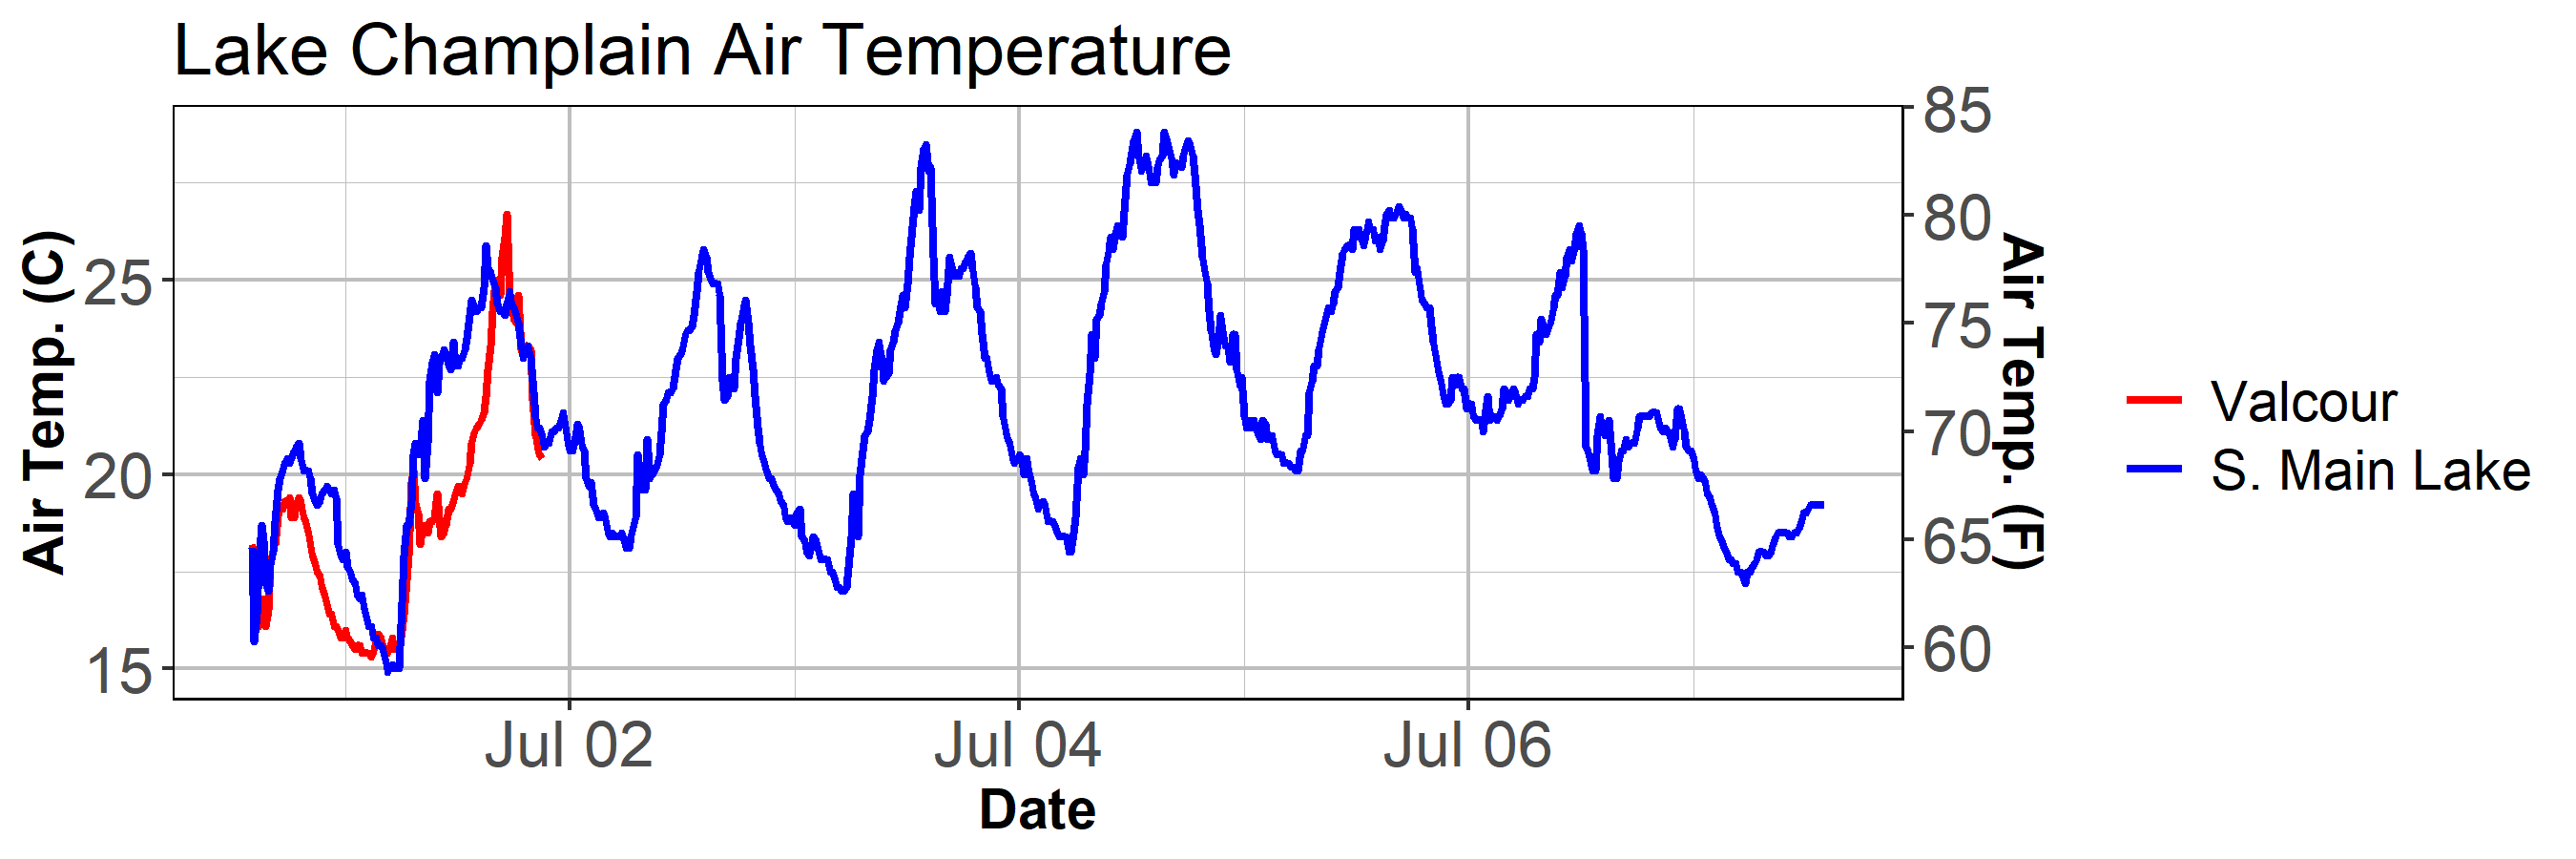 Lake Champlain Air Temperature
Air Temp. (C)
25
20
15
85
80
75
70
65
60
Air Temp. (F)
Jul 02
Jul 04
Jul 06
Date
Valcour
S. Main Lake